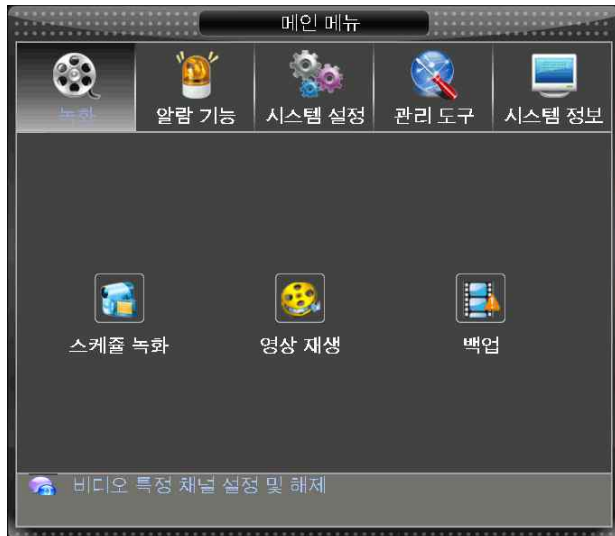 메인 메뉴
녹화 알람 기능 시스템 설정 관리 도구 시스템 정보
스케쥴 녹화 영상 재생 백업
비디오 특정 채널 설정 및 해제